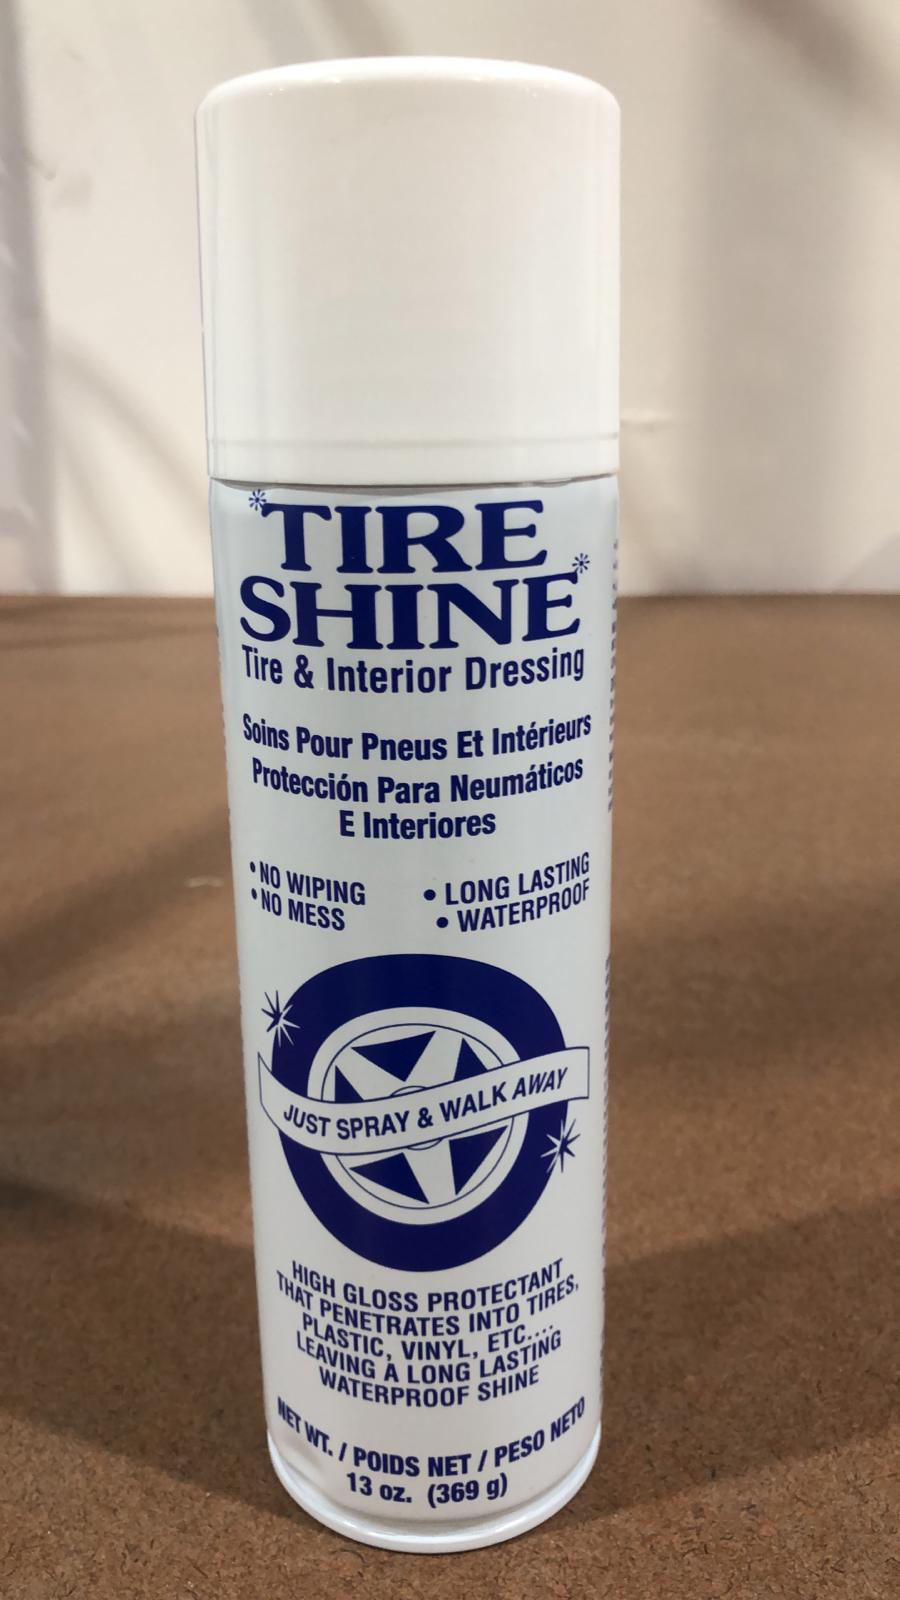 *TIRE
SHINE*
Tire & Interior Dressing
Soins Pour Pneus Et Intérieurs
Protección Para Neumáticos
E Interiores
• NO WIPING
• NO MESS
• LONG LASTING
• WATERPROOF
JUST SPRAY & WALK AWAY
HIGH GLOSS PROTECTANT
THAT PENETRATES INTO TIRES,
PLASTIC, VINYL, ETC....
LEAVING A LONG LASTING
WATERPROOF SHINE
NET WT. / POIDS NET / PESO NETO
13 oz. (369 g)